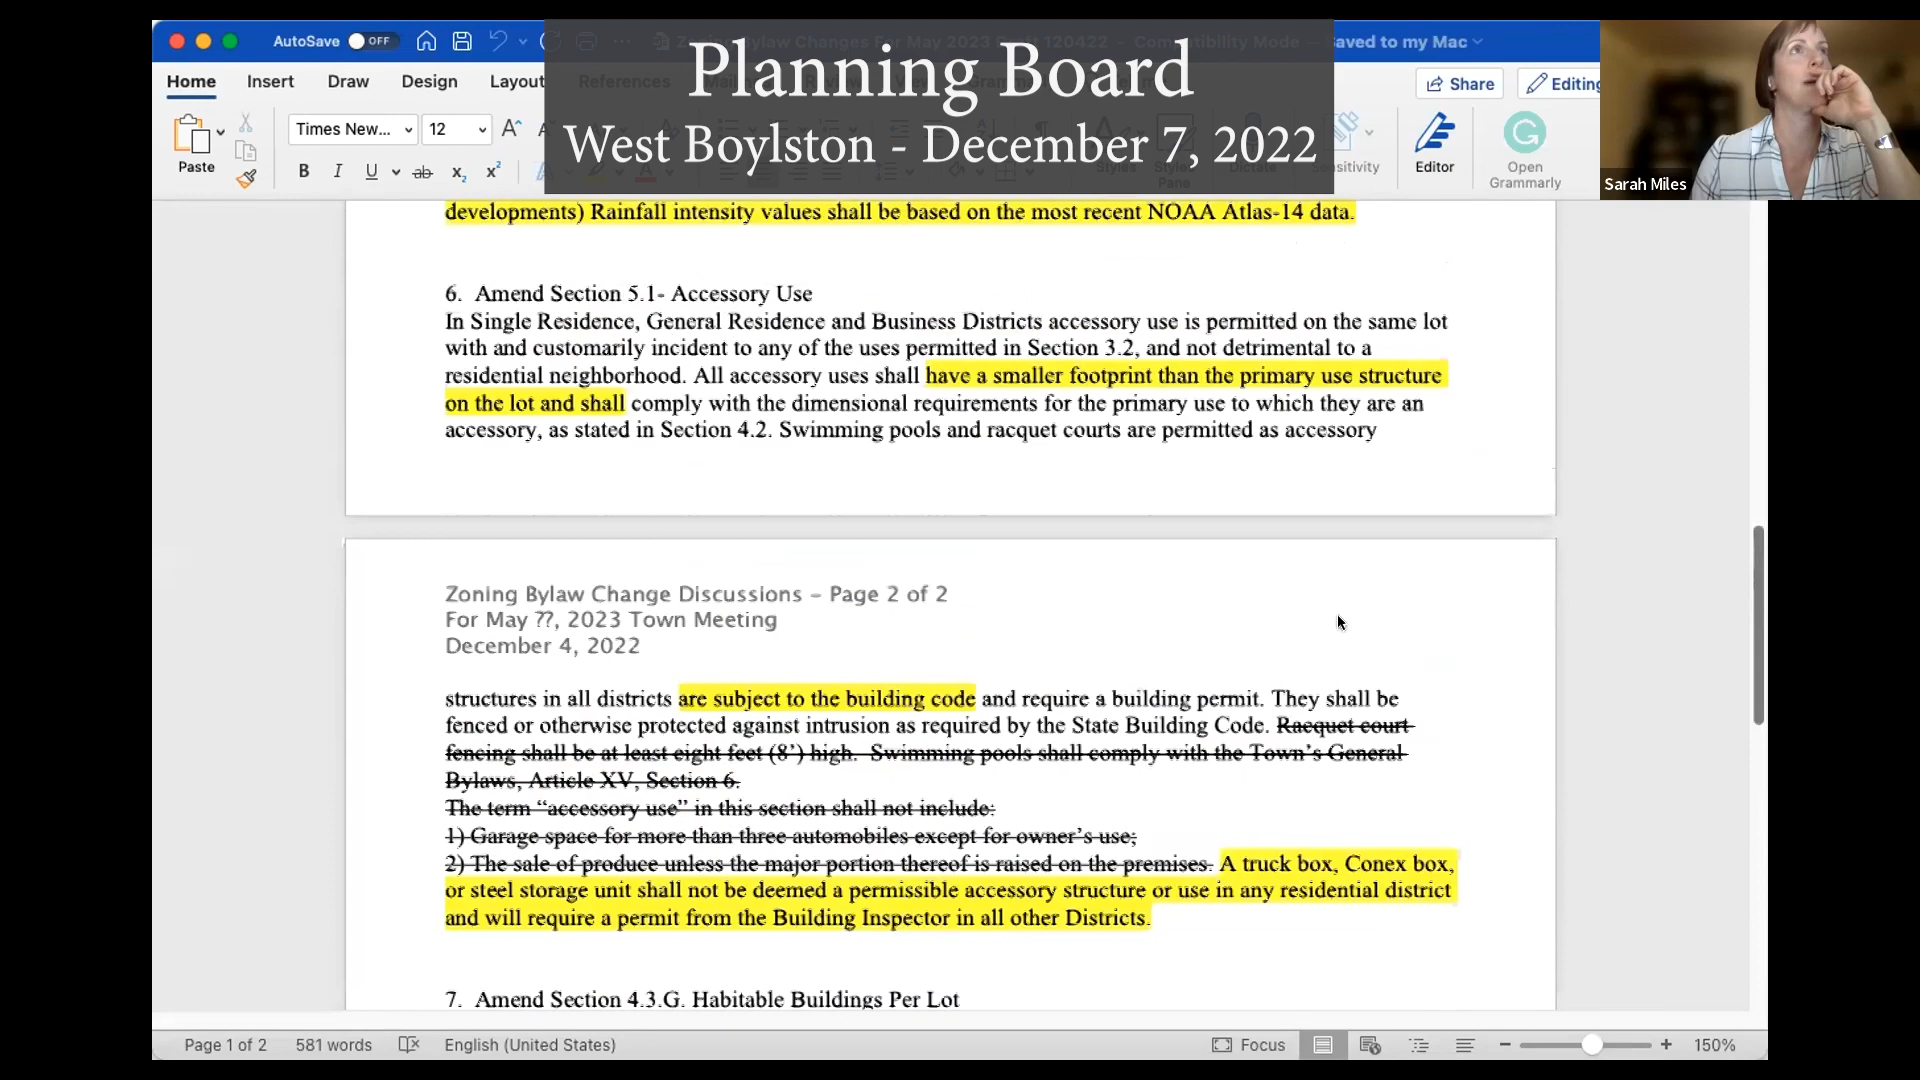 AutoSave OFF
Planning Board
West Boylston - December 7, 2022
Saved to my Mac
Home Insert Draw Design Layout References
Share Editing
Paste
Times New... 12
B I U ab x₂ x²
Editor
Open
Grammarly
Sarah Miles
developments) Rainfall intensity values shall be based on the most recent NOAA Atlas-14 data.
6. Amend Section 5.1- Accessory Use
In Single Residence, General Residence and Business Districts accessory use is permitted on the same lot
with and customarily incident to any of the uses permitted in Section 3.2, and not detrimental to a
residential neighborhood. All accessory uses shall have a smaller footprint than the primary use structure
on the lot and shall comply with the dimensional requirements for the primary use to which they are an
accessory, as stated in Section 4.2. Swimming pools and racquet courts are permitted as accessory
Zoning Bylaw Change Discussions – Page 2 of 2
For May ??, 2023 Town Meeting
December 4, 2022
structures in all districts are subject to the building code and require a building permit. They shall be
fenced or otherwise protected against intrusion as required by the State Building Code. Racquet court
fencing shall be at least eight feet (8’) high. Swimming pools shall comply with the Town’s General
Bylaws, Article XV, Section 6.
The term “accessory use” in this section shall not include:
1) Garage space for more than three automobiles except for owner’s use;
2) The sale of produce unless the major portion thereof is raised on the premises. A truck box, Conex box,
or steel storage unit shall not be deemed a permissible accessory structure or use in any residential district
and will require a permit from the Building Inspector in all other Districts.
7. Amend Section 4.3.G. Habitable Buildings Per Lot
Page 1 of 2 581 words English (United States) Focus 150%